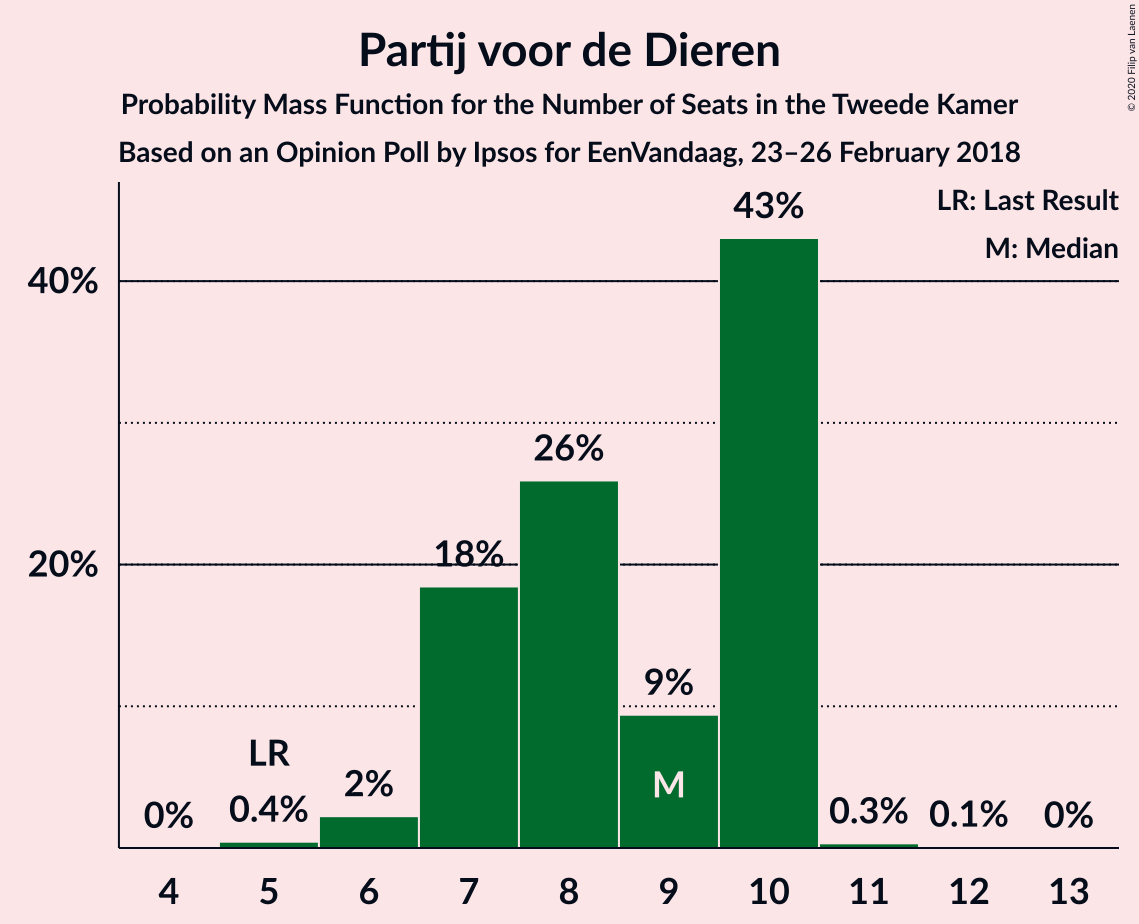 Partij voor de Dieren
Probability Mass Function for the Number of Seats in the Tweede Kamer
Based on an Opinion Poll by Ipsos for EenVandaag, 23–26 February 2018
© 2020 Filip van Laenen
LR: Last Result
M: Median
40%
20%
0%
LR
0.4%
2%
18%
26%
9%
M
43%
0.3%
0.1%
0%
4 5 6 7 8 9 10 11 12 13